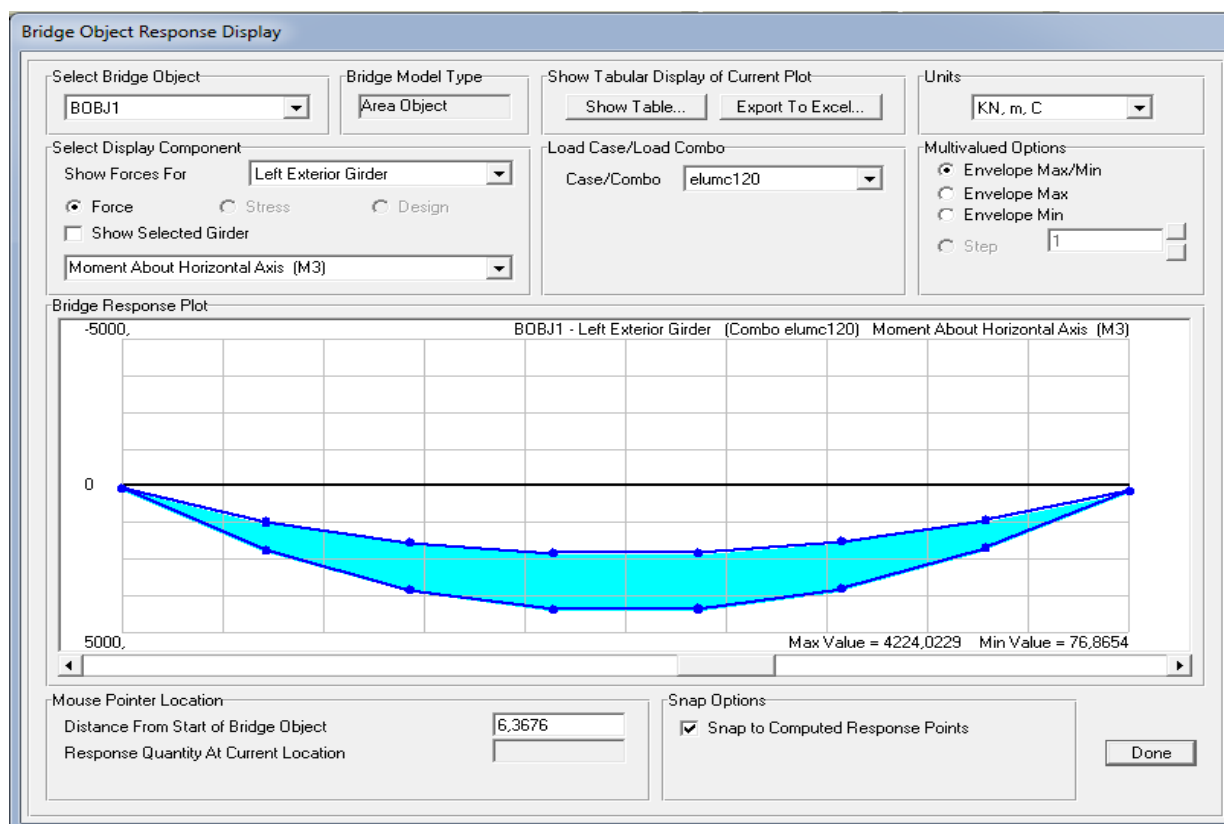 Bridge Object Response Display
Select Bridge Object
BOBJ1
Bridge Model Type
Area Object
Show Tabular Display of Current Plot
Show Table...
Export To Excel...
Units
KN, m, C
Select Display Component
Show Forces For
Left Exterior Girder
Force
Stress
Design
Show Selected Girder
Moment About Horizontal Axis (M3)
Load Case/Load Combo
Case/Combo
elumc120
Multivalued Options
Envelope Max/Min
Envelope Max
Envelope Min
Step
1
Bridge Response Plot
-5000,
BOBJ1 - Left Exterior Girder (Combo elumc120) Moment About Horizontal Axis (M3)
0
5000,
Max Value = 4224,0229 Min Value = 76,8654
Mouse Pointer Location
Distance From Start of Bridge Object
6,3676
Response Quantity At Current Location
Snap Options
Snap to Computed Response Points
Done